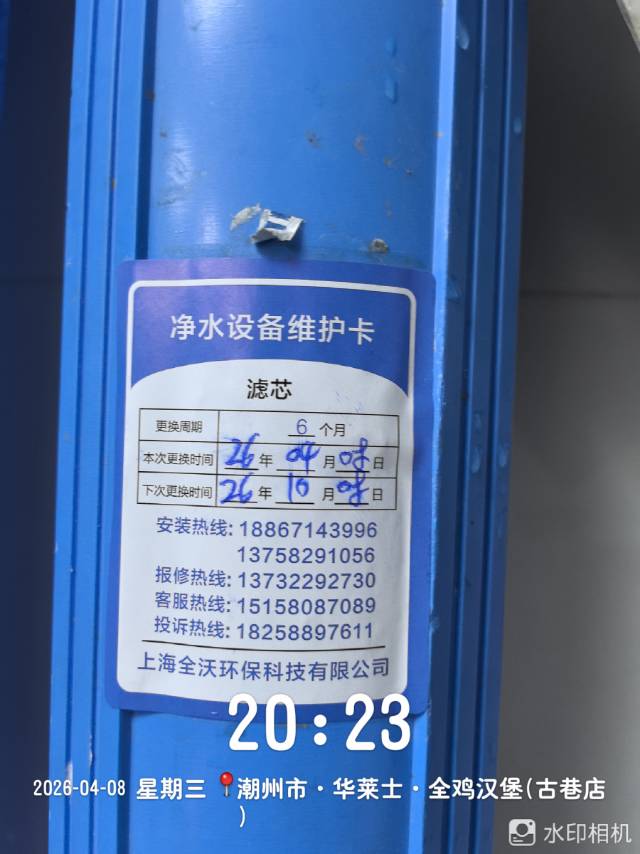 净水设备维护卡
滤芯
更换周期 6 个月
本次更换时间 26 年 04 月 08 日
下次更换时间 26 年 10 月 08 日
安装热线: 18867143996
13758291056
报修热线: 13732292730
客服热线: 15158087089
投诉热线: 18258897611
上海全沃环保科技有限公司
20:23
2026-04-08 星期三 潮州市·华莱士·全鸡汉堡(古巷店
)
水印相机